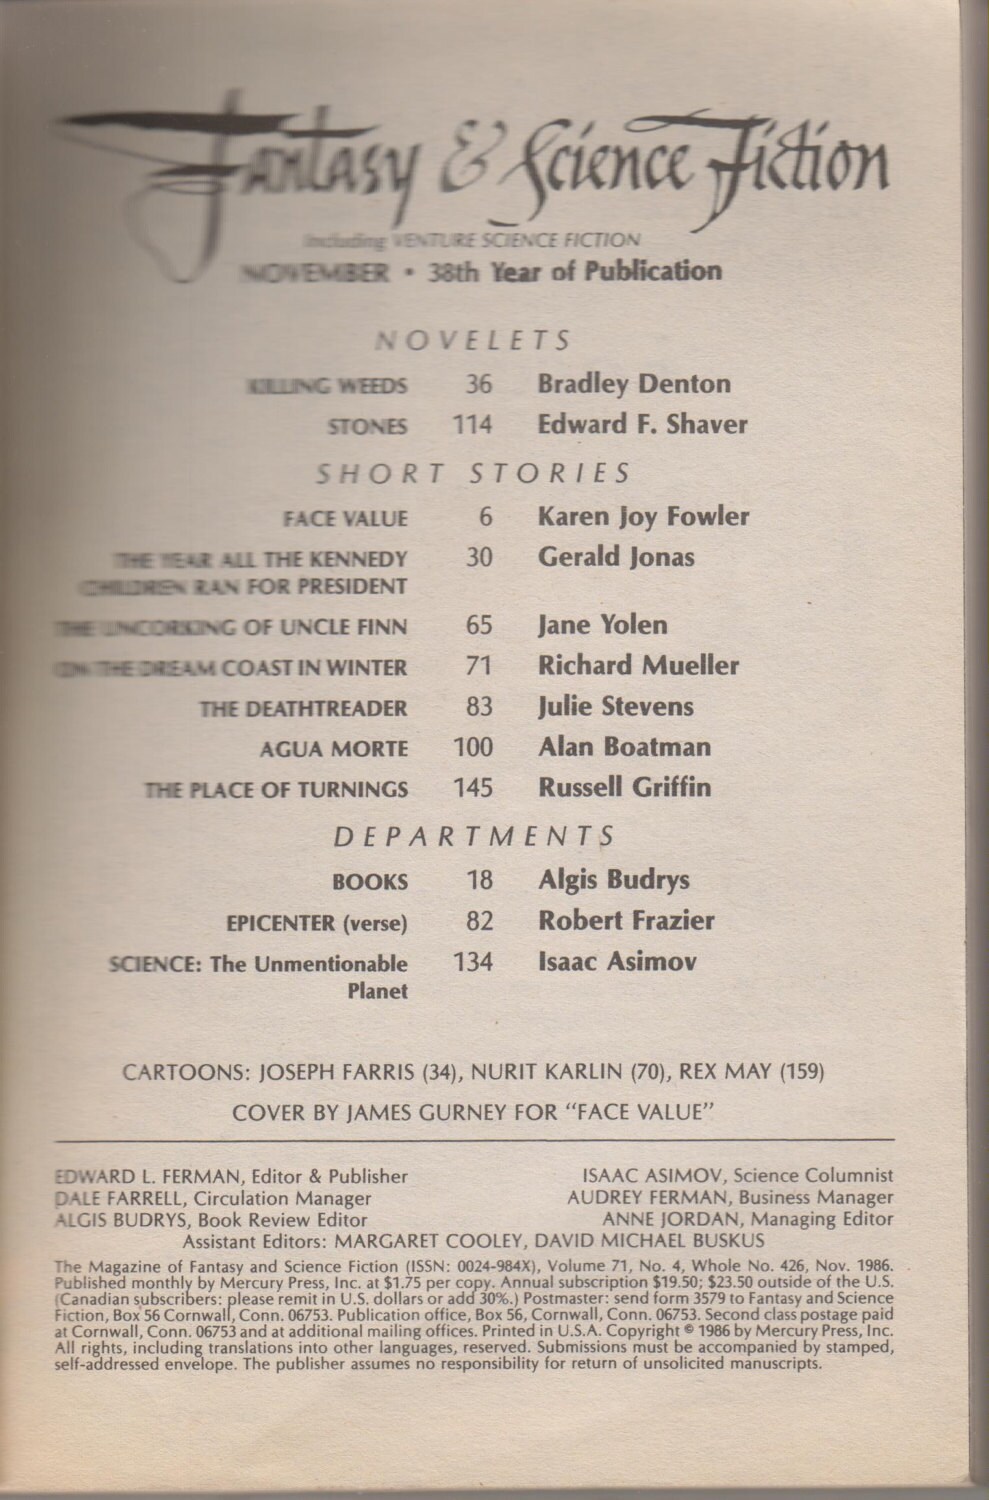 Fantasy & Science Fiction
Including VENTURE SCIENCE FICTION
NOVEMBER • 38th Year of Publication
NOVELETS
KILLING WEEDS 36 Bradley Denton
STONES 114 Edward F. Shaver
SHORT STORIES
FACE VALUE 6 Karen Joy Fowler
THE YEAR ALL THE KENNEDY 30 Gerald Jonas
CHILDREN RAN FOR PRESIDENT
THE UNCORKING OF UNCLE FINN 65 Jane Yolen
ON THE DREAM COAST IN WINTER 71 Richard Mueller
THE DEATHTREADER 83 Julie Stevens
AGUA MORTE 100 Alan Boatman
THE PLACE OF TURNINGS 145 Russell Griffin
DEPARTMENTS
BOOKS 18 Algis Budrys
EPICENTER (verse) 82 Robert Frazier
SCIENCE: The Unmentionable 134 Isaac Asimov
Planet
CARTOONS: JOSEPH FARRIS (34), NURIT KARLIN (70), REX MAY (159)
COVER BY JAMES GURNEY FOR "FACE VALUE"
EDWARD L. FERMAN, Editor & Publisher ISAAC ASIMOV, Science Columnist
DALE FARRELL, Circulation Manager AUDREY FERMAN, Business Manager
ALGIS BUDRYS, Book Review Editor ANNE JORDAN, Managing Editor
Assistant Editors: MARGARET COOLEY, DAVID MICHAEL BUSKUS
The Magazine of Fantasy and Science Fiction (ISSN: 0024-984X), Volume 71, No. 4, Whole No. 426, Nov. 1986.
Published monthly by Mercury Press, Inc. at $1.75 per copy. Annual subscription $19.50; $23.50 outside of the U.S.
(Canadian subscribers: please remit in U.S. dollars or add 30%.) Postmaster: send form 3579 to Fantasy and Science
Fiction, Box 56 Cornwall, Conn. 06753. Publication office, Box 56, Cornwall, Conn. 06753. Second class postage paid
at Cornwall, Conn. 06753 and at additional mailing offices. Printed in U.S.A. Copyright © 1986 by Mercury Press, Inc.
All rights, including translations into other languages, reserved. Submissions must be accompanied by stamped,
self-addressed envelope. The publisher assumes no responsibility for return of unsolicited manuscripts.